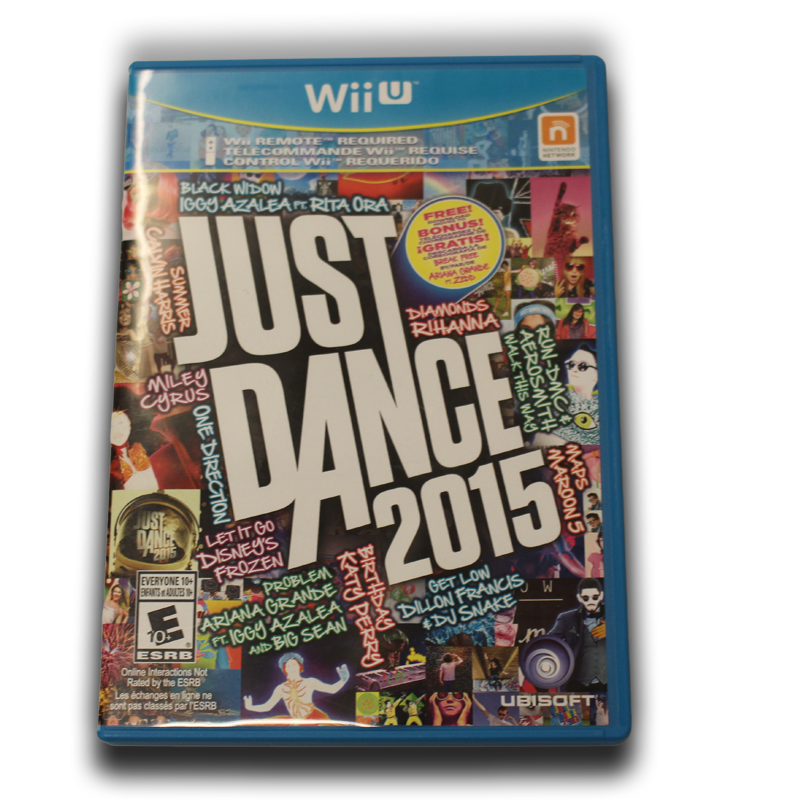 Wii U™
Wii REMOTE™ REQUIRED
TÉLÉCOMMANDE Wii™ REQUISE
CONTROL Wii™ REQUERIDO
n
NINTENDO
NETWORK
BLACK WIDOW
IGGY AZALEA FT. RITA ORA
FREE!
BONUS!
¡GRATIS!
BREAK FREE
ARIANA GRANDE
FT. ZEDD
SUMMER
CALVIN HARRIS
JUST
DANCE
2015
DIAMONDS
RIHANNA
RUN-DMC &
AEROSMITH
WALK THIS WAY
MILEY
CYRUS
ONE DIRECTION
MAPS
MAROON 5
JUST
DANCE
2015
LET IT GO
DISNEY'S
FROZEN
PROBLEM
ARIANA GRANDE
FT. IGGY AZALEA
AND BIG SEAN
BIRTHDAY
KATY PERRY
GET LOW
DILLON FRANCIS
& DJ SNAKE
EVERYONE 10+
ENFANTS et ADULTES 10+
E
10+
ESRB
Online Interactions Not
Rated by the ESRB
Les échanges en ligne ne
sont pas classés par l'ESRB
UBISOFT